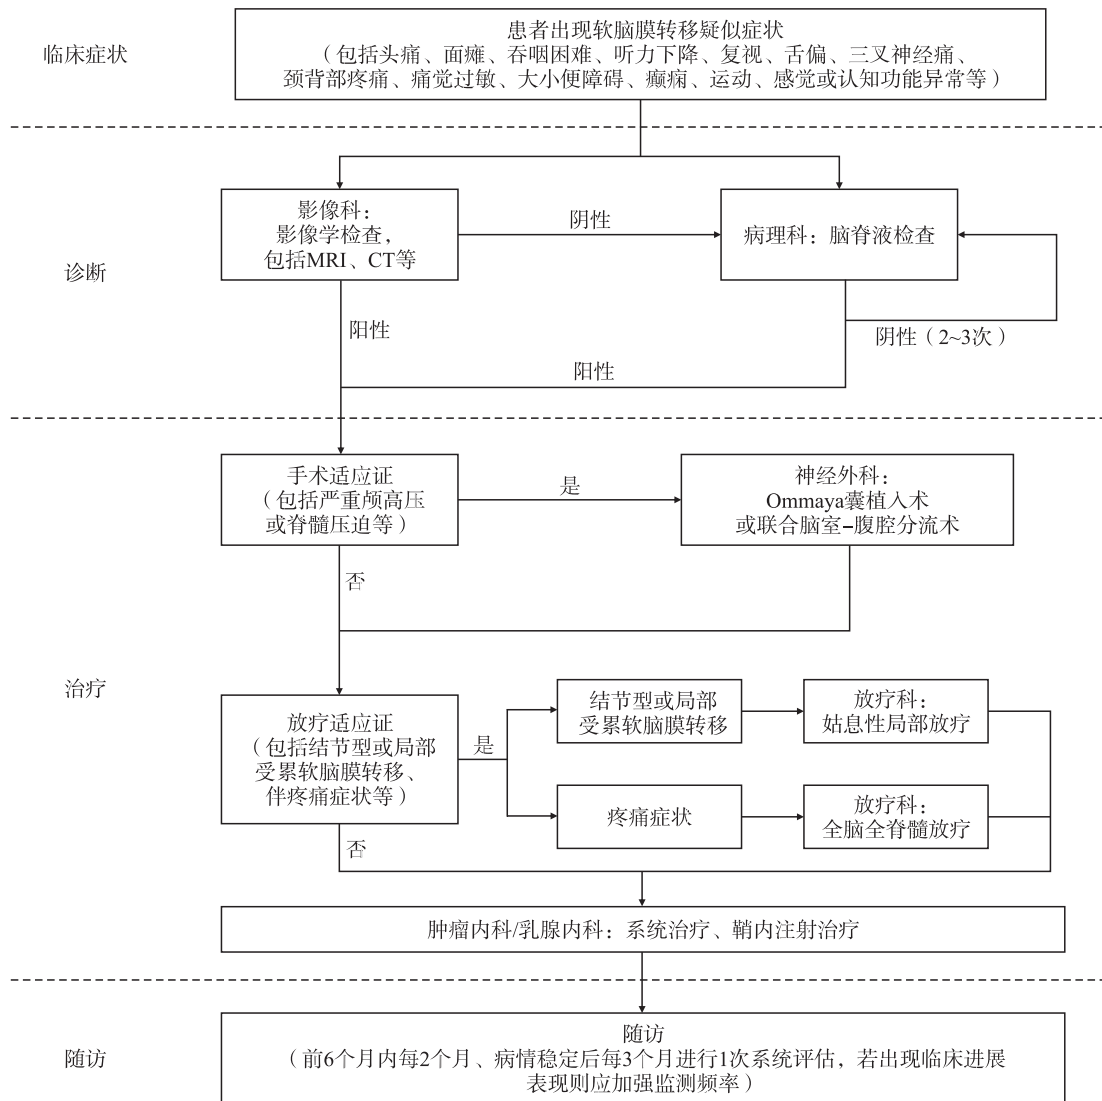 临床症状
患者出现软脑膜转移疑似症状
（包括头痛、面瘫、吞咽困难、听力下降、复视、舌偏、三叉神经痛、
颈背部疼痛、痛觉过敏、大小便障碍、癫痫、运动、感觉或认知功能异常等）
诊断
影像科：
影像学检查，
包括MRI、CT等
阴性
病理科：脑脊液检查
阳性
阴性（2~3次）
阳性
治疗
手术适应证
（包括严重颅高压
或脊髓压迫等）
是
神经外科：
Ommaya囊植入术
或联合脑室-腹腔分流术
否
放疗适应证
（包括结节型或局部
受累软脑膜转移、
伴疼痛症状等）
是
结节型或局部
受累软脑膜转移
放疗科：
姑息性局部放疗
疼痛症状
放疗科：
全脑全脊髓放疗
否
肿瘤内科/乳腺内科：系统治疗、鞘内注射治疗
随访
随访
（前6个月内每2个月、病情稳定后每3个月进行1次系统评估，若出现临床进展
表现则应加强监测频率）